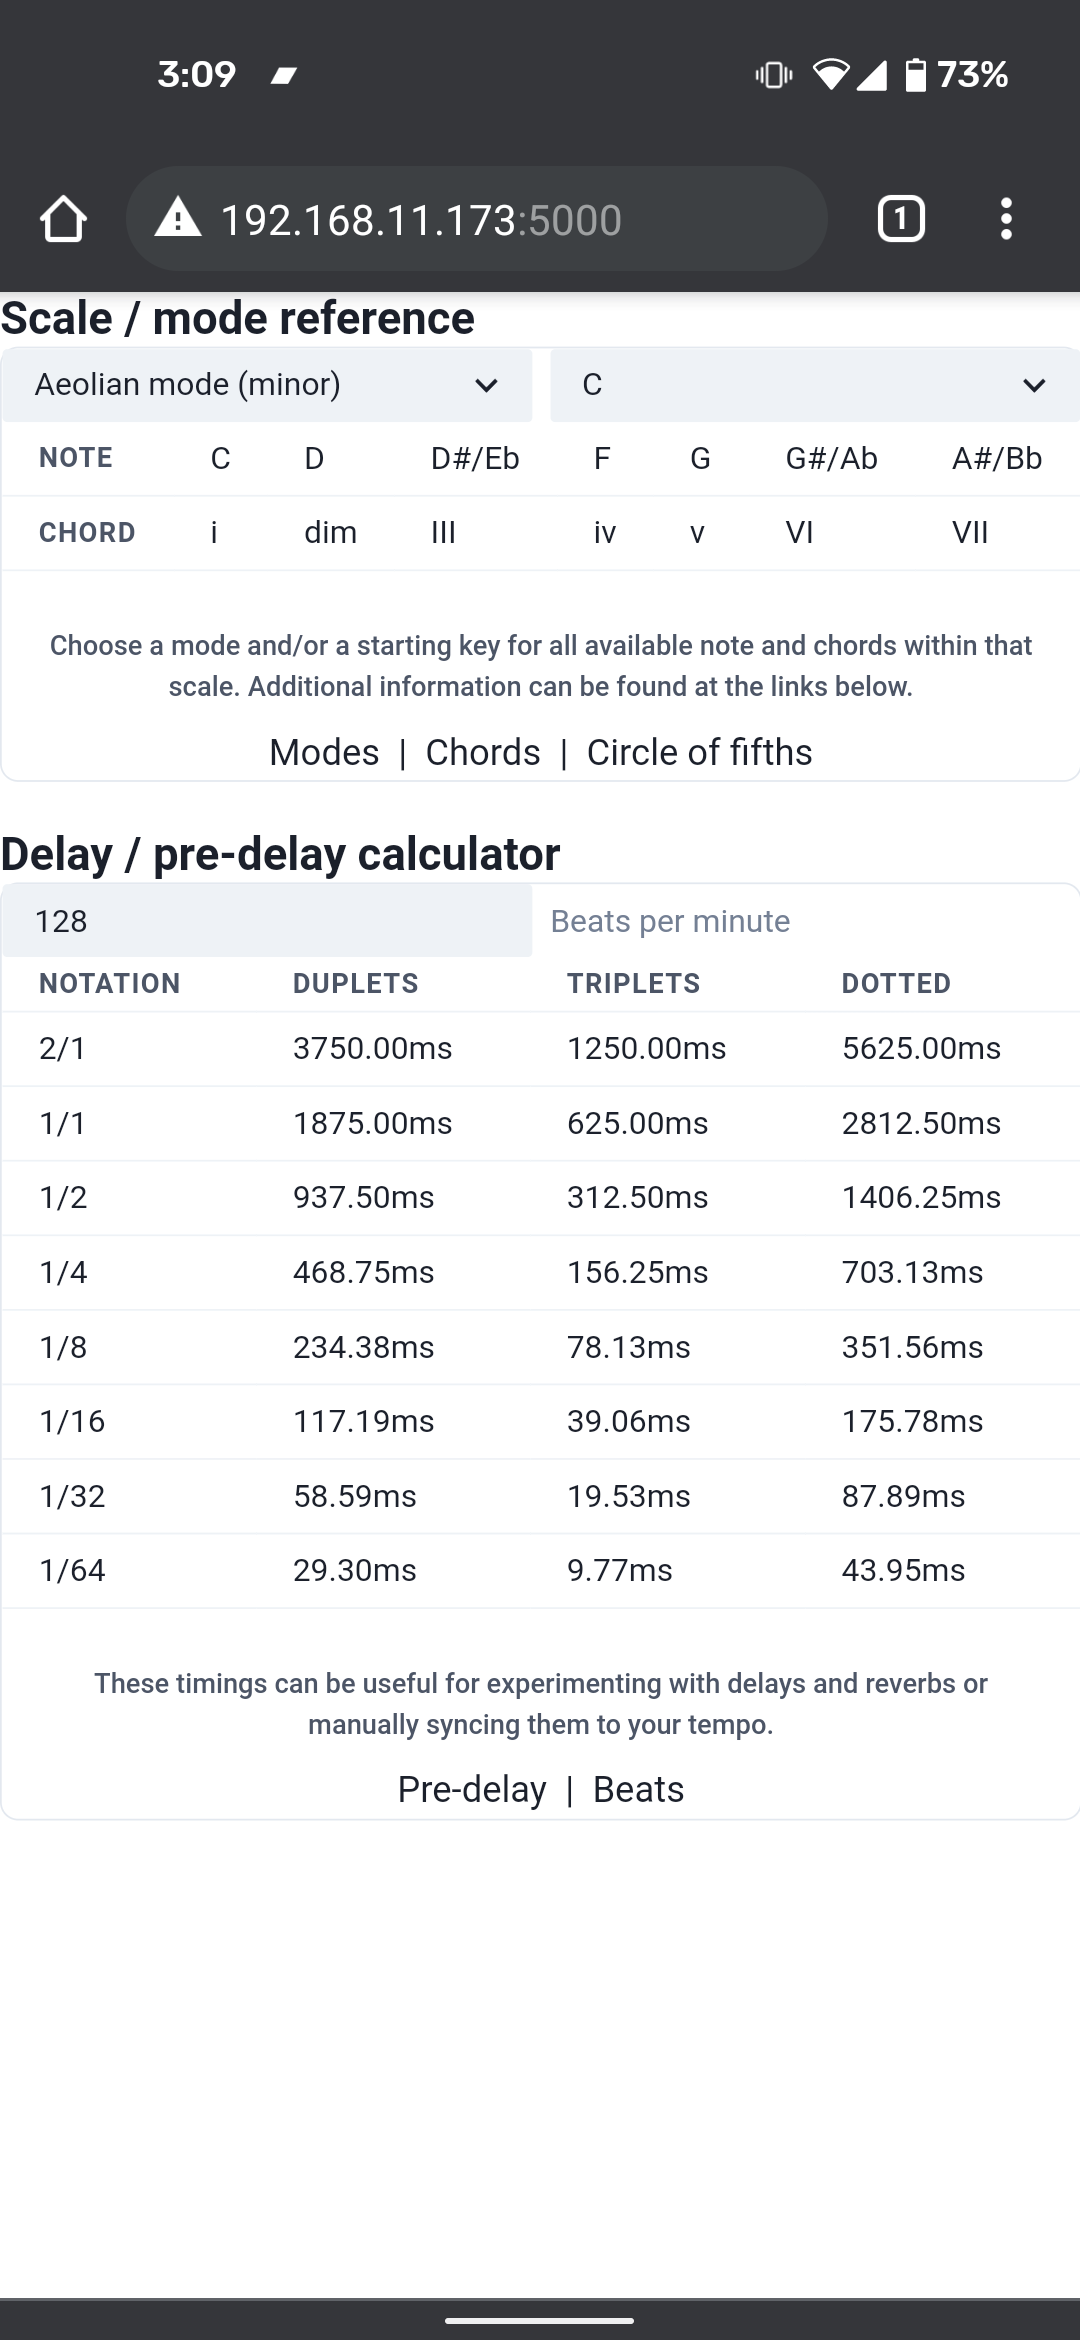 3:09 73%
192.168.11.173:5000 1
Scale / mode reference
Aeolian mode (minor) C
NOTE C D D#/Eb F G G#/Ab A#/Bb
CHORD i dim III iv v VI VII
Choose a mode and/or a starting key for all available note and chords within that
scale. Additional information can be found at the links below.
Modes | Chords | Circle of fifths
Delay / pre-delay calculator
128 Beats per minute
NOTATION DUPLETS TRIPLETS DOTTED
2/1 3750.00ms 1250.00ms 5625.00ms
1/1 1875.00ms 625.00ms 2812.50ms
1/2 937.50ms 312.50ms 1406.25ms
1/4 468.75ms 156.25ms 703.13ms
1/8 234.38ms 78.13ms 351.56ms
1/16 117.19ms 39.06ms 175.78ms
1/32 58.59ms 19.53ms 87.89ms
1/64 29.30ms 9.77ms 43.95ms
These timings can be useful for experimenting with delays and reverbs or
manually syncing them to your tempo.
Pre-delay | Beats